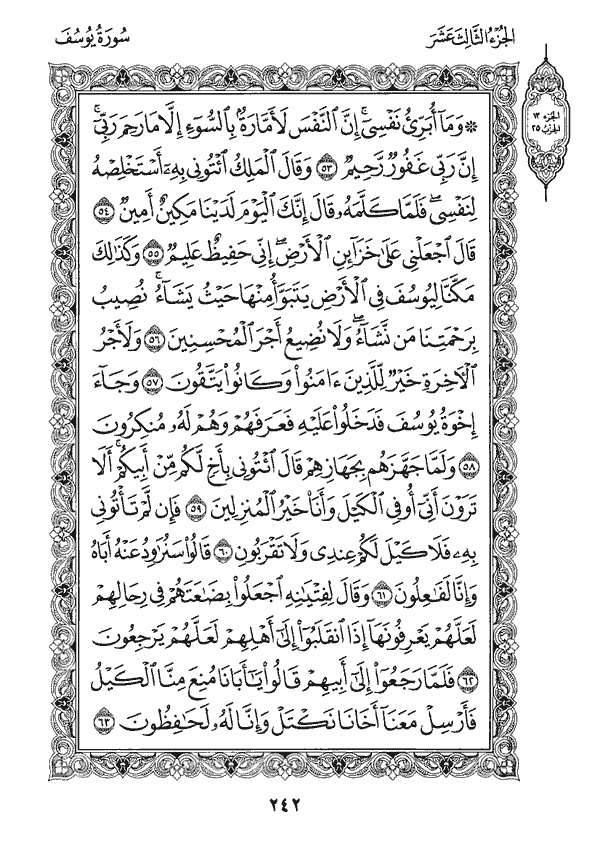 الجزء الثالث عشر
سورة يوسف
الجزء ١٣
الحزب ٢٥
۞ وَمَآ أُبَرِّئُ نَفْسِىٓ ۚ إِنَّ ٱلنَّفْسَ لَأَمَّارَةٌۢ بِٱلسُّوٓءِ إِلَّا مَا رَحِمَ رَبِّىٓ ۚ
إِنَّ رَبِّى غَفُورٌ رَّحِيمٌ ٥٣ وَقَالَ ٱلْمَلِكُ ٱئْتُونِى بِهِۦٓ أَسْتَخْلِصْهُ
لِنَفْسِى ۖ فَلَمَّا كَلَّمَهُۥ قَالَ إِنَّكَ ٱلْيَوْمَ لَدَيْنَا مَكِينٌ أَمِينٌ ٥٤
قَالَ ٱجْعَلْنِى عَلَىٰ خَزَآئِنِ ٱلْأَرْضِ ۖ إِنِّى حَفِيظٌ عَلِيمٌ ٥٥ وَكَذَٰلِكَ
مَكَّنَّا لِيُوسُفَ فِى ٱلْأَرْضِ يَتَبَوَّأُ مِنْهَا حَيْثُ يَشَآءُ ۚ نُصِيبُ
بِرَحْمَتِنَا مَن نَّشَآءُ ۖ وَلَا نُضِيعُ أَجْرَ ٱلْمُحْسِنِينَ ٥٦ وَلَأَجْرُ
ٱلْءَاخِرَةِ خَيْرٌ لِّلَّذِينَ ءَامَنُوا۟ وَكَانُوا۟ يَتَّقُونَ ٥٧ وَجَآءَ
إِخْوَةُ يُوسُفَ فَدَخَلُوا۟ عَلَيْهِ فَعَرَفَهُمْ وَهُمْ لَهُۥ مُنكِرُونَ
٥٨ وَلَمَّا جَهَّزَهُم بِجَهَازِهِمْ قَالَ ٱئْتُونِى بِأَخٍ لَّكُم مِّنْ أَبِيكُمْ ۚ أَلَا
تَرَوْنَ أَنِّىٓ أُوفِى ٱلْكَيْلَ وَأَنَا۠ خَيْرُ ٱلْمُنزِلِينَ ٥٩ فَإِن لَّمْ تَأْتُونِى
بِهِۦ فَلَا كَيْلَ لَكُمْ عِندِى وَلَا تَقْرَبُونِ ٦٠ قَالُوا۟ سَنُرَٰوِدُ عَنْهُ أَبَاهُ
وَإِنَّا لَفَٰعِلُونَ ٦١ وَقَالَ لِفِتْيَٰنِهِ ٱجْعَلُوا۟ بِضَٰعَتَهُمْ فِى رِحَالِهِمْ
لَعَلَّهُمْ يَعْرِفُونَهَآ إِذَا ٱنقَلَبُوٓا۟ إِلَىٰٓ أَهْلِهِمْ لَعَلَّهُمْ يَرْجِعُونَ
٦٢ فَلَمَّا رَجَعُوٓا۟ إِلَىٰٓ أَبِيهِمْ قَالُوا۟ يَٰٓأَبَانَا مُنِعَ مِنَّا ٱلْكَيْلُ
فَأَرْسِلْ مَعَنَآ أَخَانَا نَكْتَلْ وَإِنَّا لَهُۥ لَحَٰفِظُونَ ٦٣
٢٤٢